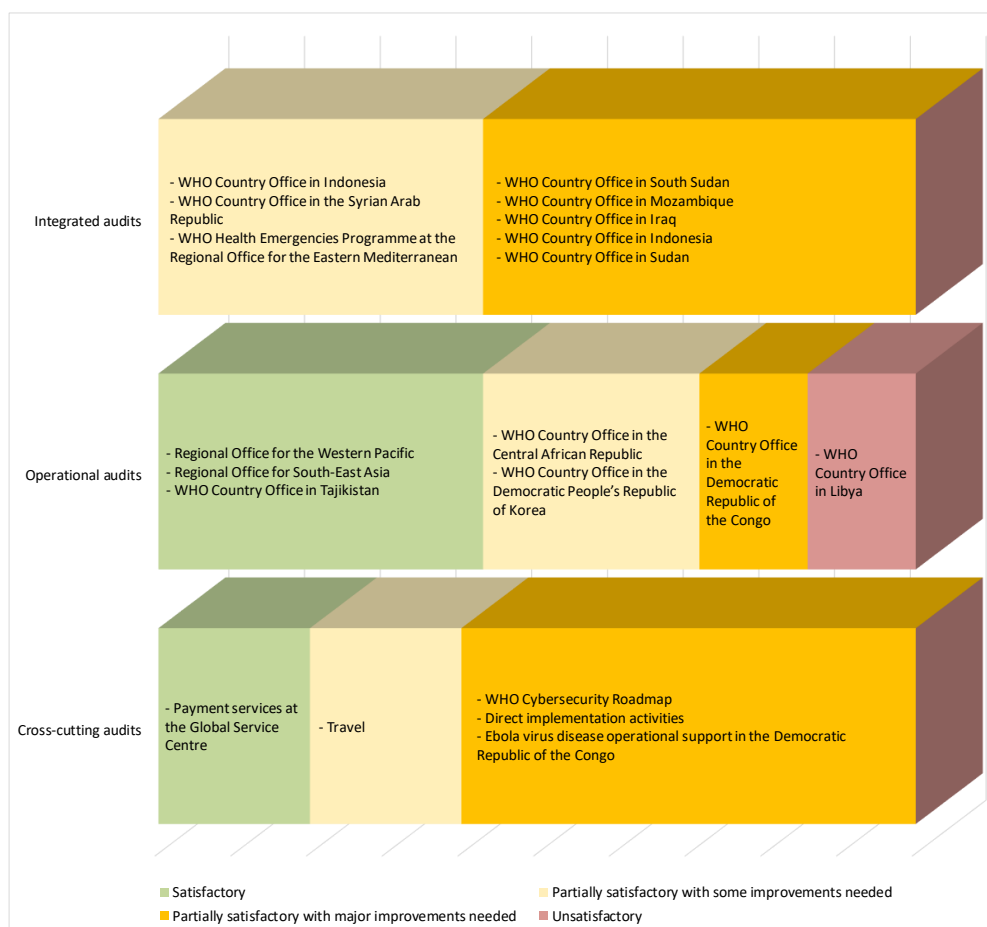 Integrated audits
- WHO Country Office in Indonesia
- WHO Country Office in the Syrian Arab
Republic
- WHO Health Emergencies Programme at the
Regional Office for the Eastern Mediterranean
- WHO Country Office in South Sudan
- WHO Country Office in Mozambique
- WHO Country Office in Iraq
- WHO Country Office in Indonesia
- WHO Country Office in Sudan
Operational audits
- Regional Office for the Western Pacific
- Regional Office for South-East Asia
- WHO Country Office in Tajikistan
- WHO Country Office in the
Central African Republic
- WHO Country Office in the
Democratic People’s Republic
of Korea
- WHO
Country Office
in the
Democratic
Republic of
the Congo
- WHO
Country Office
in Libya
Cross-cutting audits
- Payment services at
the Global Service
Centre
- Travel
- WHO Cybersecurity Roadmap
- Direct implementation activities
- Ebola virus disease operational support in the Democratic
Republic of the Congo
Satisfactory
Partially satisfactory with some improvements needed
Partially satisfactory with major improvements needed
Unsatisfactory